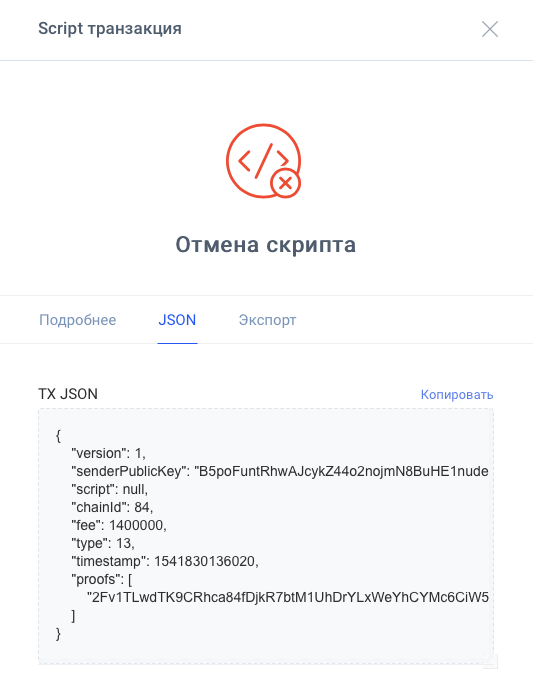 Script транзакция
Отмена скрипта
Подробнее JSON Экспорт
TX JSON Копировать
{
"version": 1,
"senderPublicKey": "B5poFuntRhwAJcykZ44o2nojmN8BuHE1nude
"script": null,
"chainId": 84,
"fee": 1400000,
"type": 13,
"timestamp": 1541830136020,
"proofs": [
"2Fv1TLwdTK9CRhca84fDjkR7btM1UhDrYLxWeYhCYMc6CiW5
]
}